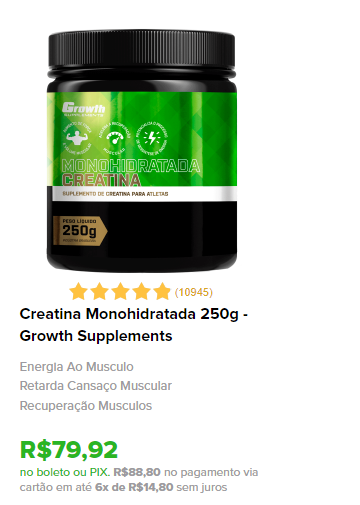 Growth
MONOHIDRATADA
CREATINA
SUPLEMENTO DE CREATINA PARA ATLETAS
PESO LÍQUIDO
250g
(10945)
Creatina Monohidratada 250g -
Growth Supplements
Energia Ao Musculo
Retarda Cansaço Muscular
Recuperação Musculos
R$79,92
no boleto ou PIX. R$88,80 no pagamento via
cartão em até 6x de R$14,80 sem juros